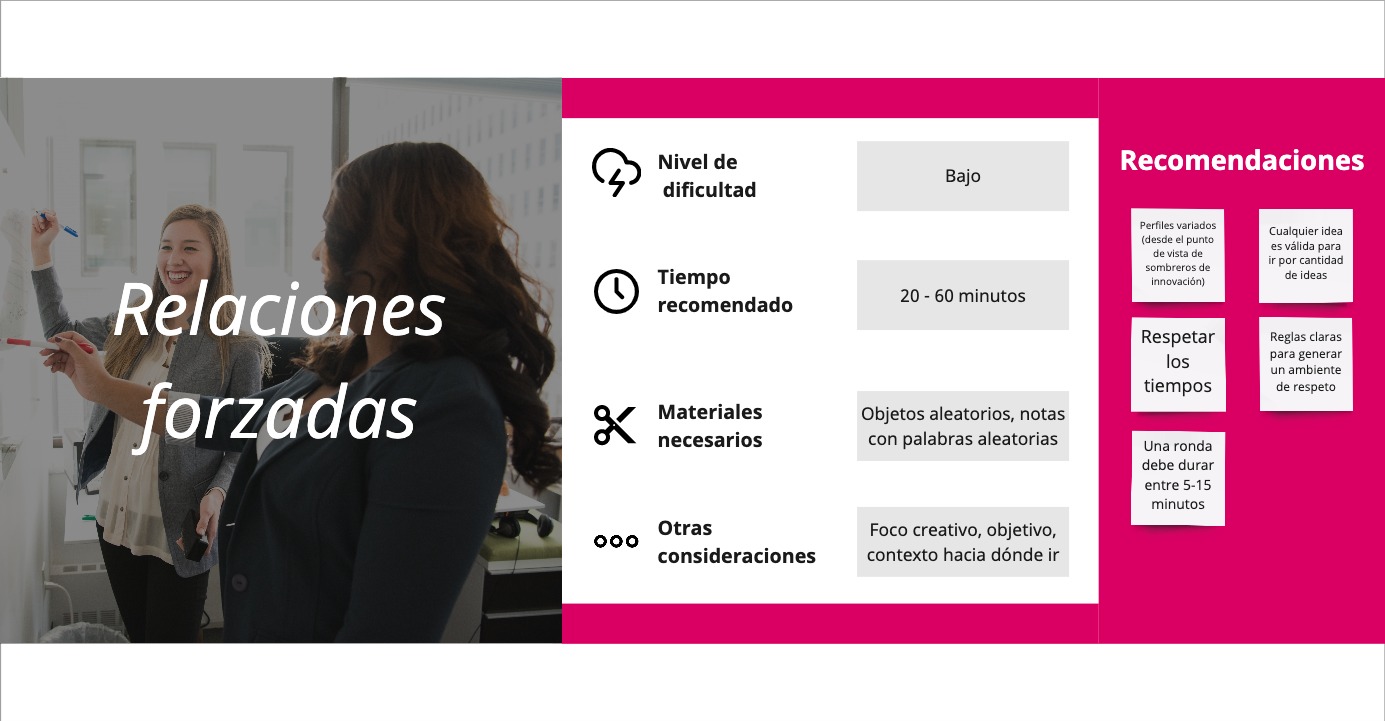 Relaciones
forzadas
Nivel de
dificultad
Bajo
Tiempo
recomendado
20 - 60 minutos
Materiales
necesarios
Objetos aleatorios, notas
con palabras aleatorias
Otras
consideraciones
Foco creativo, objetivo,
contexto hacia dónde ir
Recomendaciones
Perfiles variados
(desde el punto
de vista de
sombreros de
innovación)
Cualquier idea
es válida para
ir por cantidad
de ideas
Respetar
los
tiempos
Reglas claras
para generar
un ambiente
de respeto
Una ronda
debe durar
entre 5-15
minutos